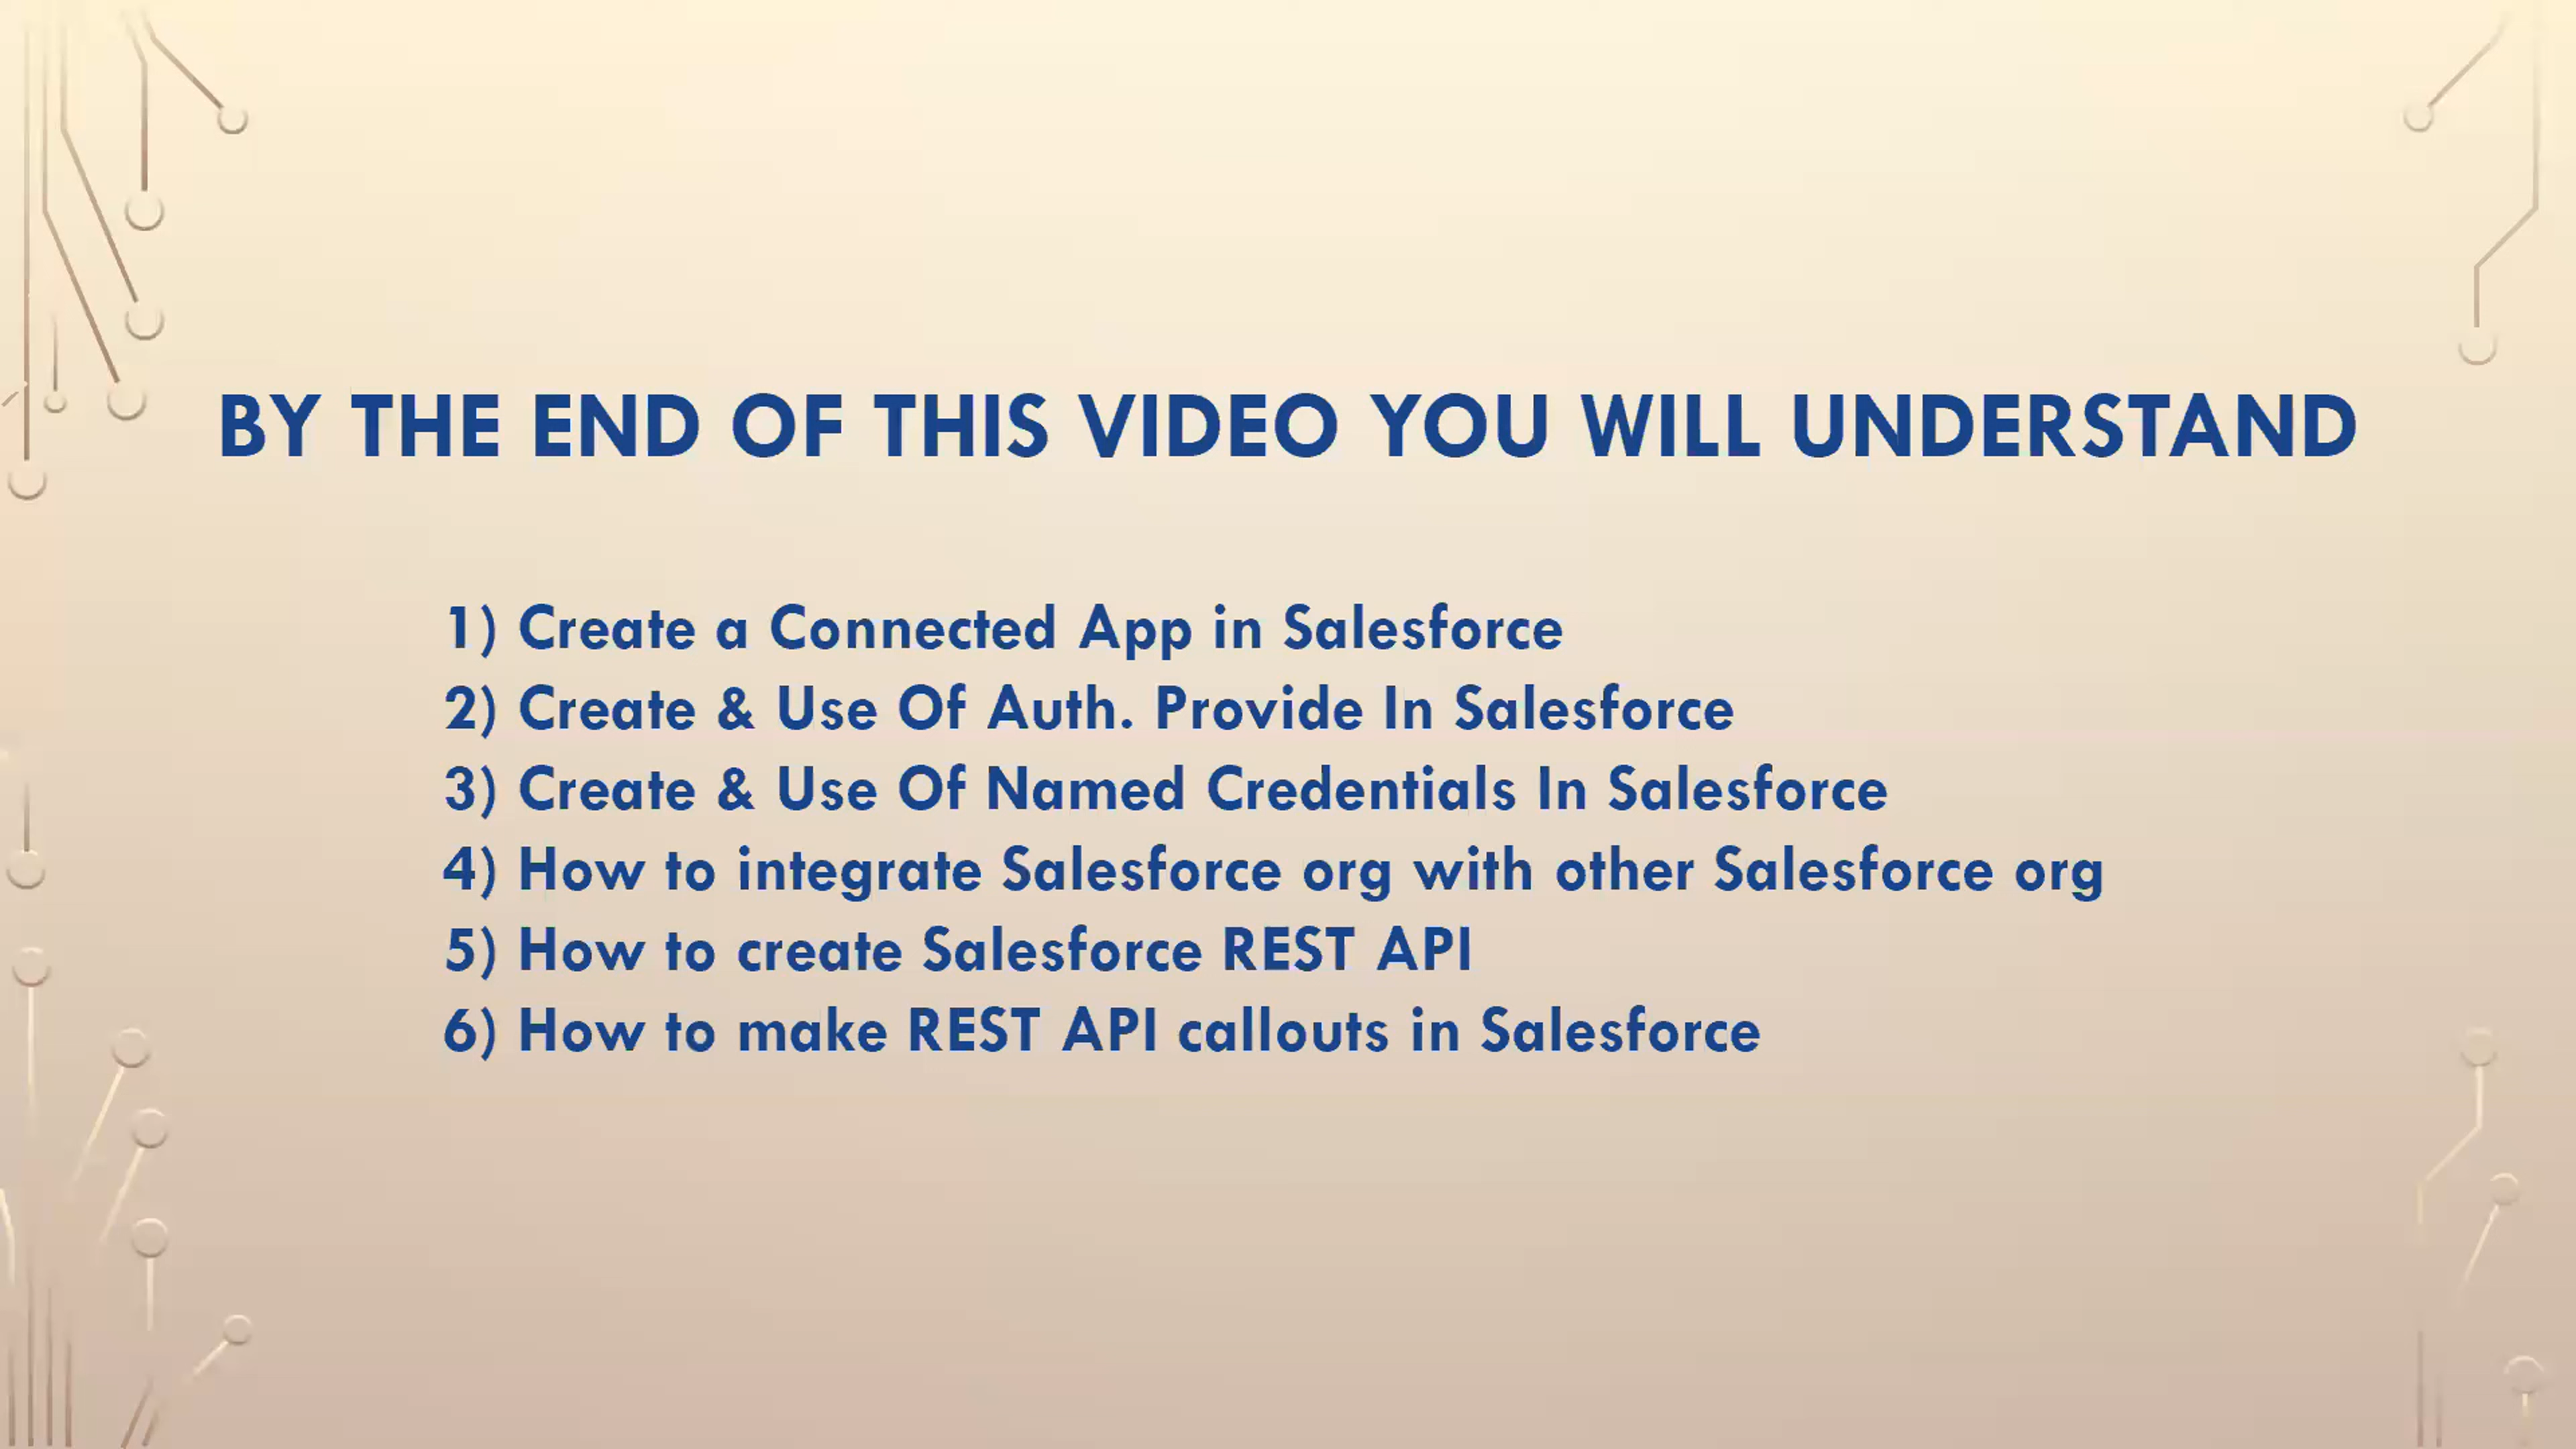 BY THE END OF THIS VIDEO YOU WILL UNDERSTAND
1) Create a Connected App in Salesforce
2) Create & Use Of Auth. Provide In Salesforce
3) Create & Use Of Named Credentials In Salesforce
4) How to integrate Salesforce org with other Salesforce org
5) How to create Salesforce REST API
6) How to make REST API callouts in Salesforce